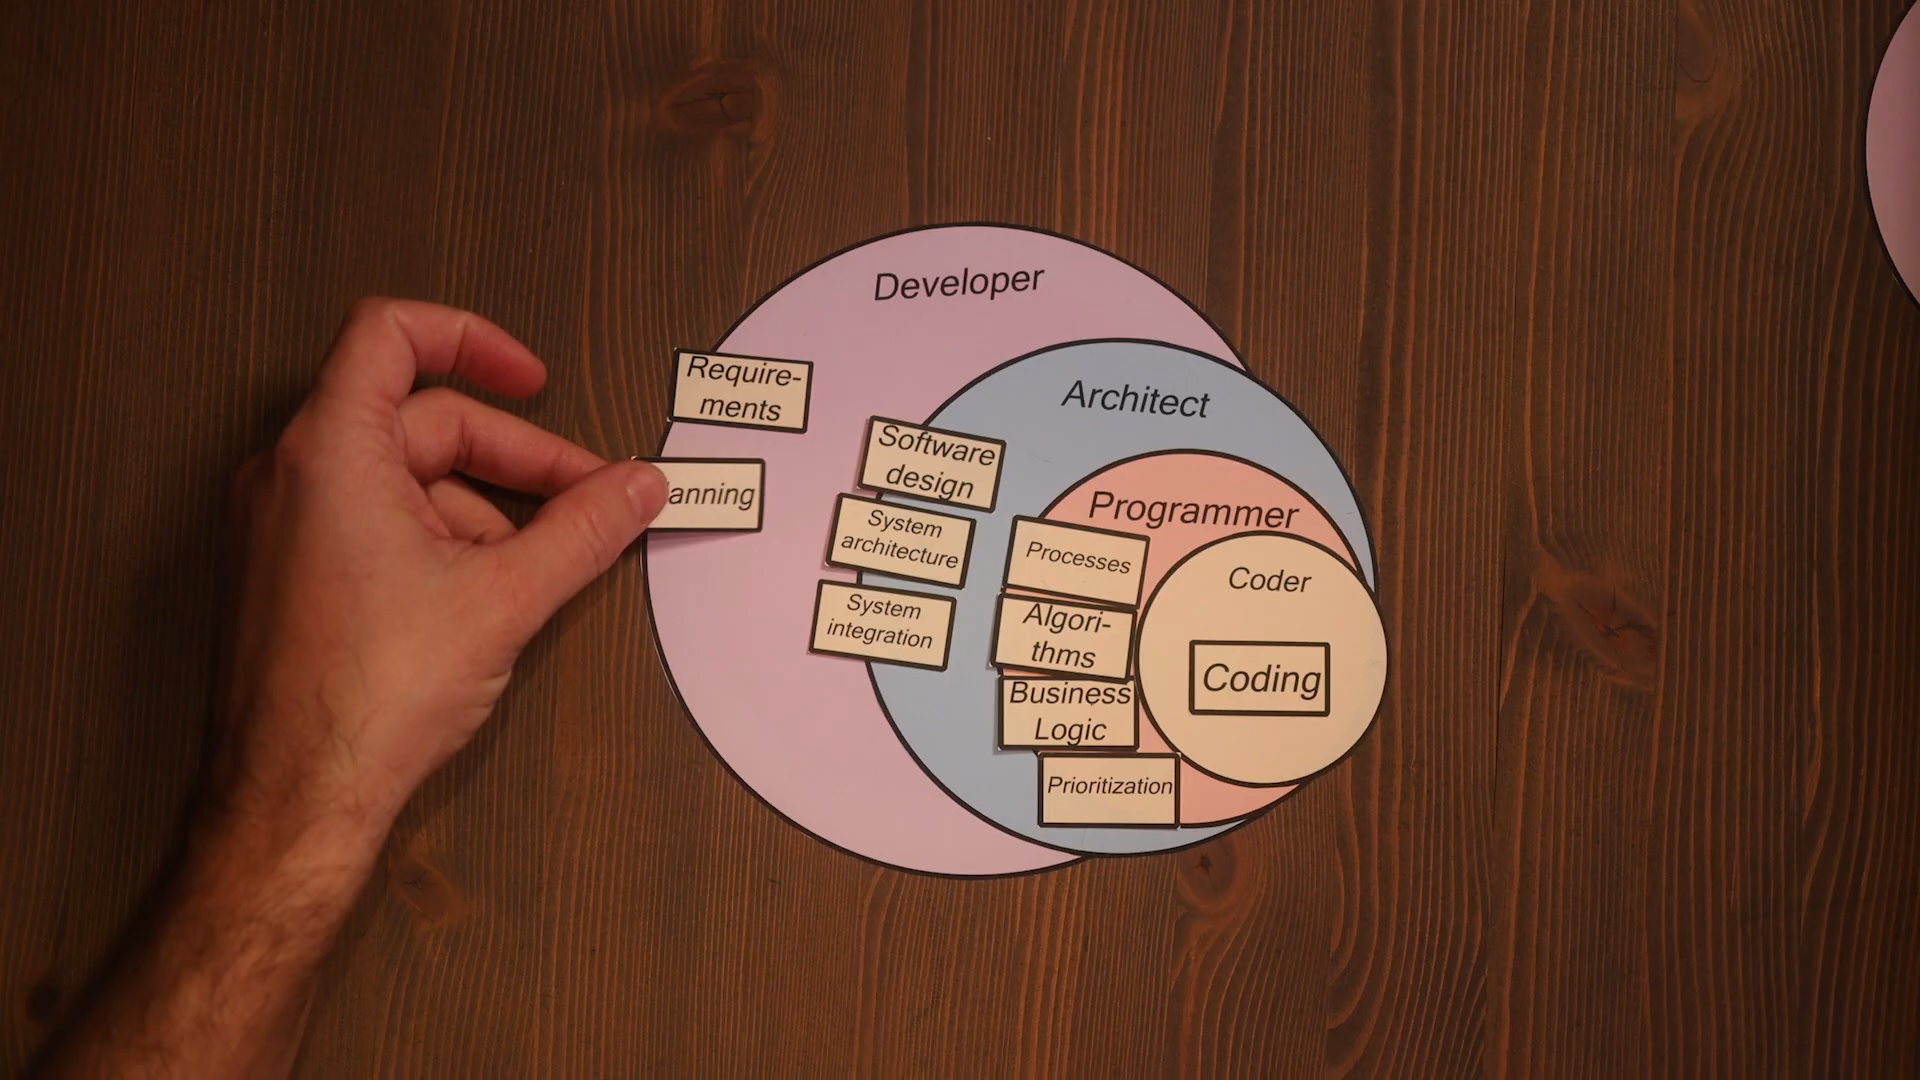 Developer
Require-
ments
anning
Architect
Software
design
System
architecture
System
integration
Programmer
Processes
Algori-
thms
Business
Logic
Prioritization
Coder
Coding